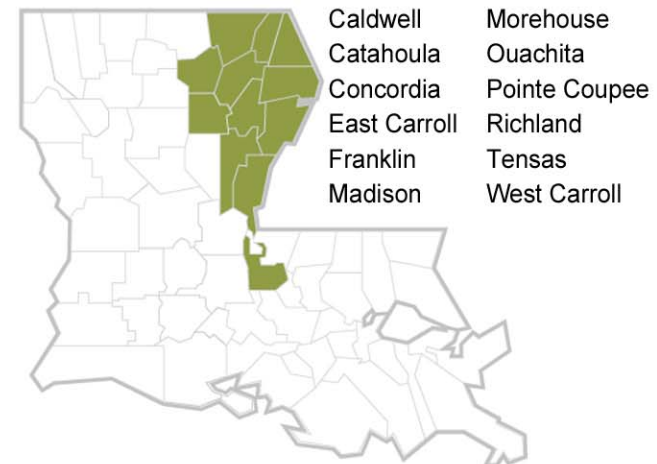 Caldwell Morehouse
Catahoula Ouachita
Concordia Pointe Coupee
East Carroll Richland
Franklin Tensas
Madison West Carroll